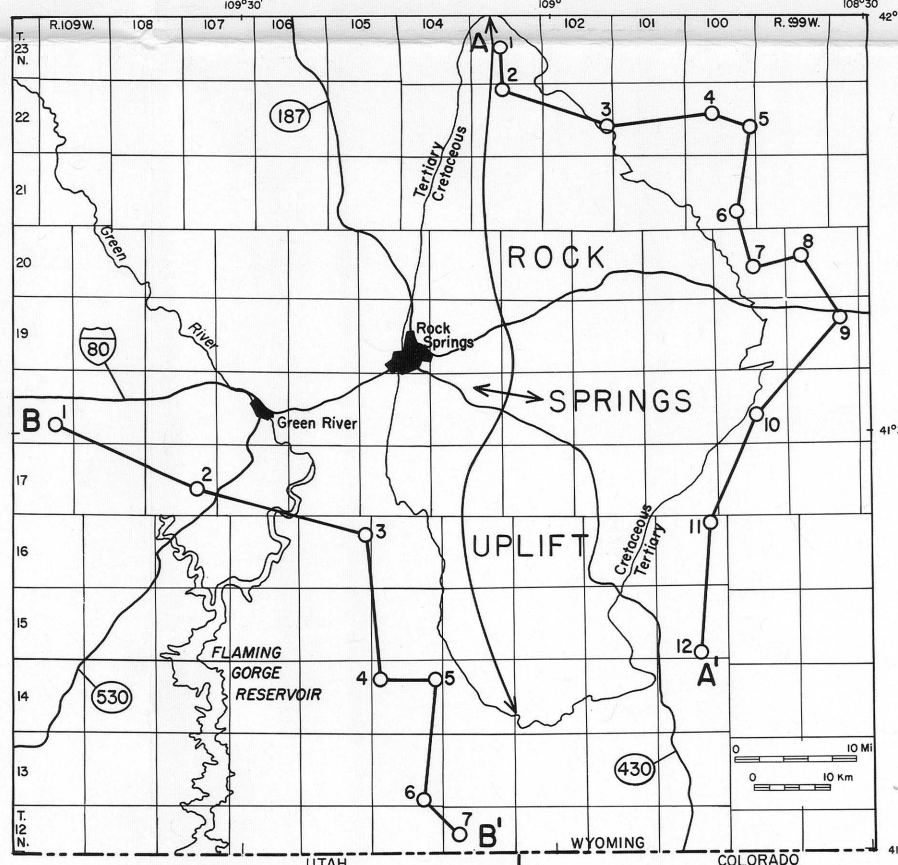 109°30' 109° 108°30'
R.109W. 108 107 106 105 104 102 101 100 R.999W. 42°
T.
23
N.
A 1
2
22
187
3 4 5
Tertiary
Cretaceous
21
6
Green
River
20
ROCK
7 8
19
80
Rock
Springs
9
SPRINGS
B 1
Green River
10
41°
17
2
11
3
16
UPLIFT
Cretaceous
Tertiary
15
12
A'
FLAMING
GORGE
RESERVOIR
4 5
14
530
0 10 Mi
0 10 Km
13
430
6
7
B'
T.
12
N.
WYOMING
UTAH COLORADO
41